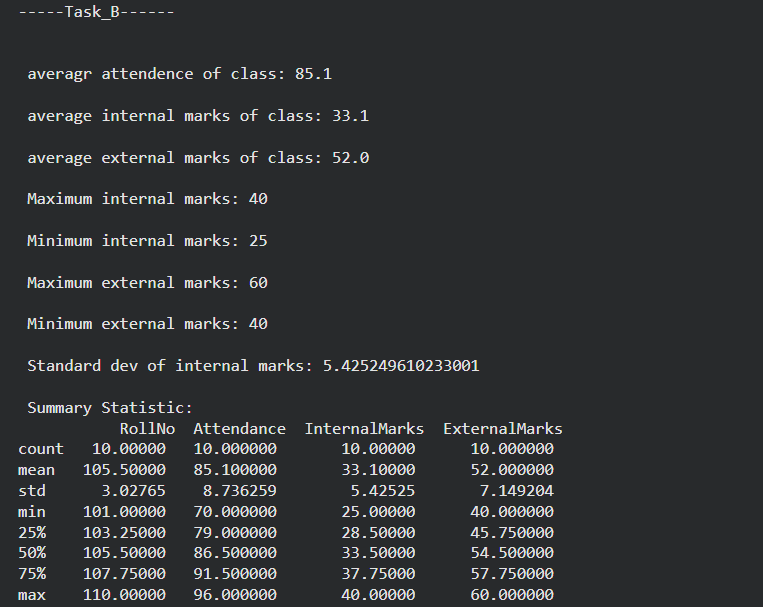 -----Task_B------
averagr attendence of class: 85.1
average internal marks of class: 33.1
average external marks of class: 52.0
Maximum internal marks: 40
Minimum internal marks: 25
Maximum external marks: 60
Minimum external marks: 40
Standard dev of internal marks: 5.425249610233001
Summary Statistic:
           RollNo  Attendance  InternalMarks  ExternalMarks
count   10.00000   10.000000       10.00000      10.000000
mean   105.50000   85.100000       33.10000      52.000000
std      3.02765    8.736259        5.42525       7.149204
min    101.00000   70.000000       25.00000      40.000000
25%    103.25000   79.000000       28.50000      45.750000
50%    105.50000   86.500000       33.50000      54.500000
75%    107.75000   91.500000       37.75000      57.750000
max    110.00000   96.000000       40.00000      60.000000